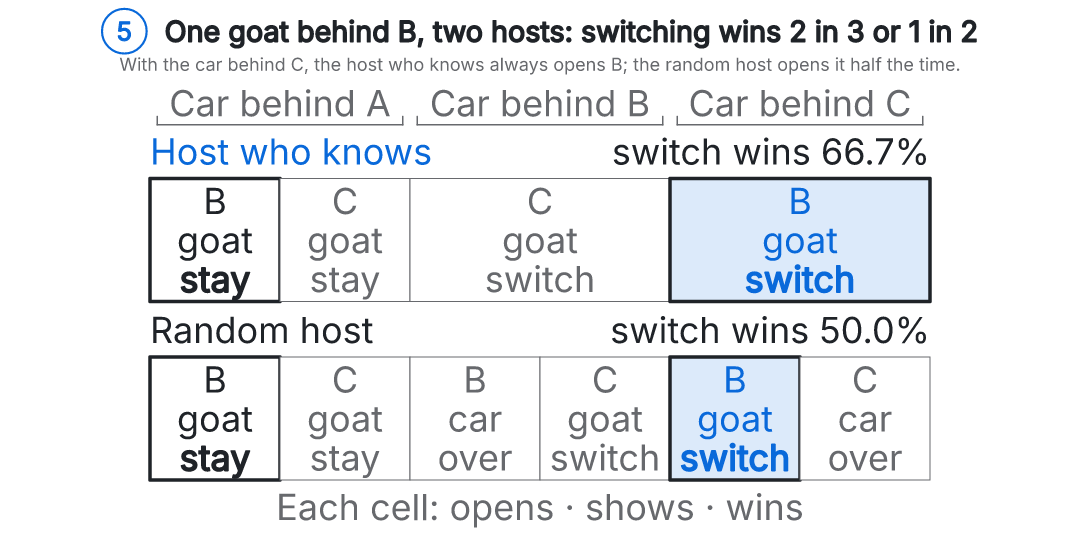 5 One goat behind B, two hosts: switching wins 2 in 3 or 1 in 2
With the car behind C, the host who knows always opens B; the random host opens it half the time.
Car behind A Car behind B Car behind C
Host who knows switch wins 66.7%
B C C B
goat goat goat goat
stay stay switch switch
Random host switch wins 50.0%
B C B C B C
goat goat car goat goat car
stay stay over switch switch over
Each cell: opens · shows · wins